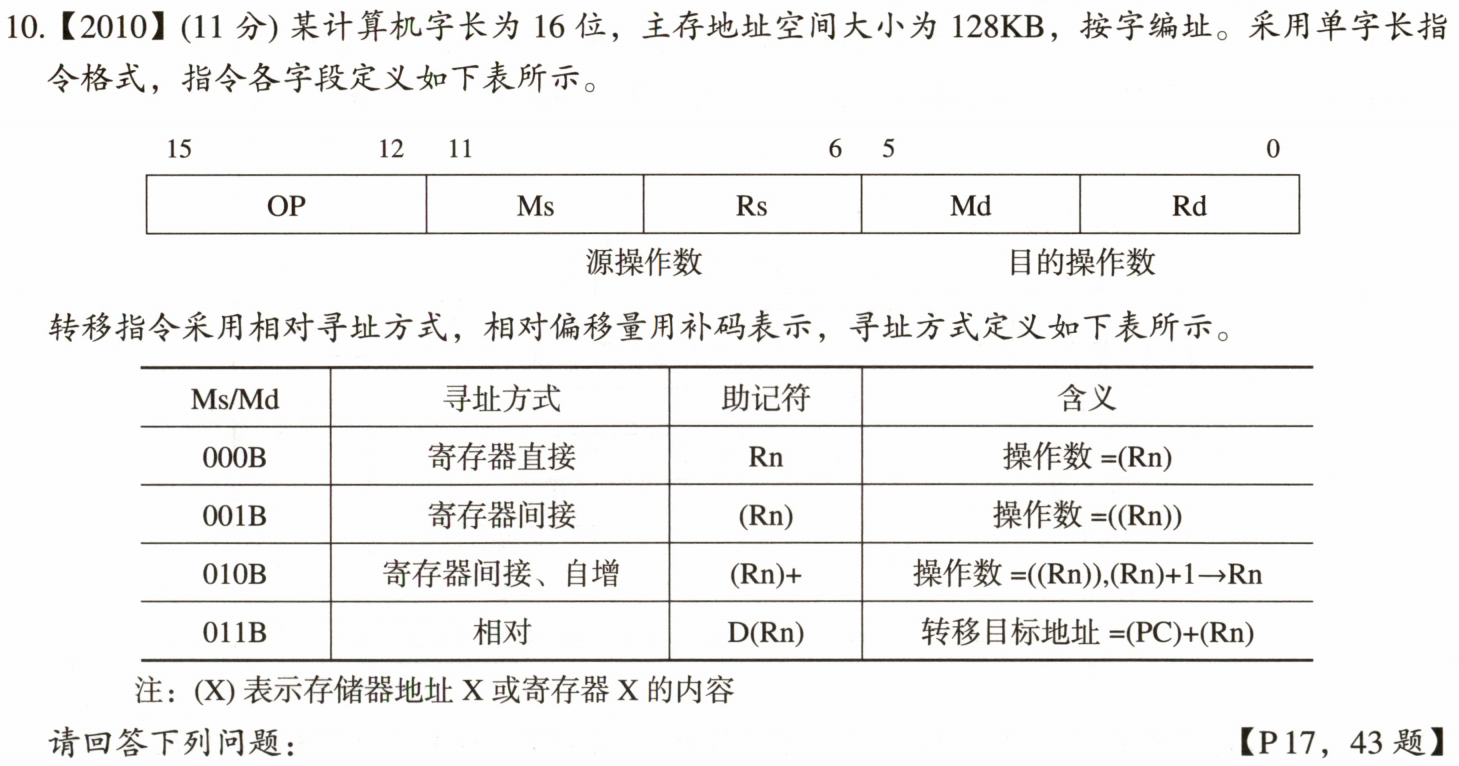 10.【2010】(11 分) 某计算机字长为 16 位，主存地址空间大小为 128KB，按字编址。采用单字长指
令格式，指令各字段定义如下表所示。
15 12 11 6 5 0
OP Ms Rs Md Rd
源操作数 目的操作数
转移指令采用相对寻址方式，相对偏移量用补码表示，寻址方式定义如下表所示。
Ms/Md 寻址方式 助记符 含义
000B 寄存器直接 Rn 操作数 =(Rn)
001B 寄存器间接 (Rn) 操作数 =((Rn))
010B 寄存器间接、自增 (Rn)+ 操作数 =((Rn)),(Rn)+1→Rn
011B 相对 D(Rn) 转移目标地址 =(PC)+(Rn)
注：(X) 表示存储器地址 X 或寄存器 X 的内容
请回答下列问题： 【P17，43 题】